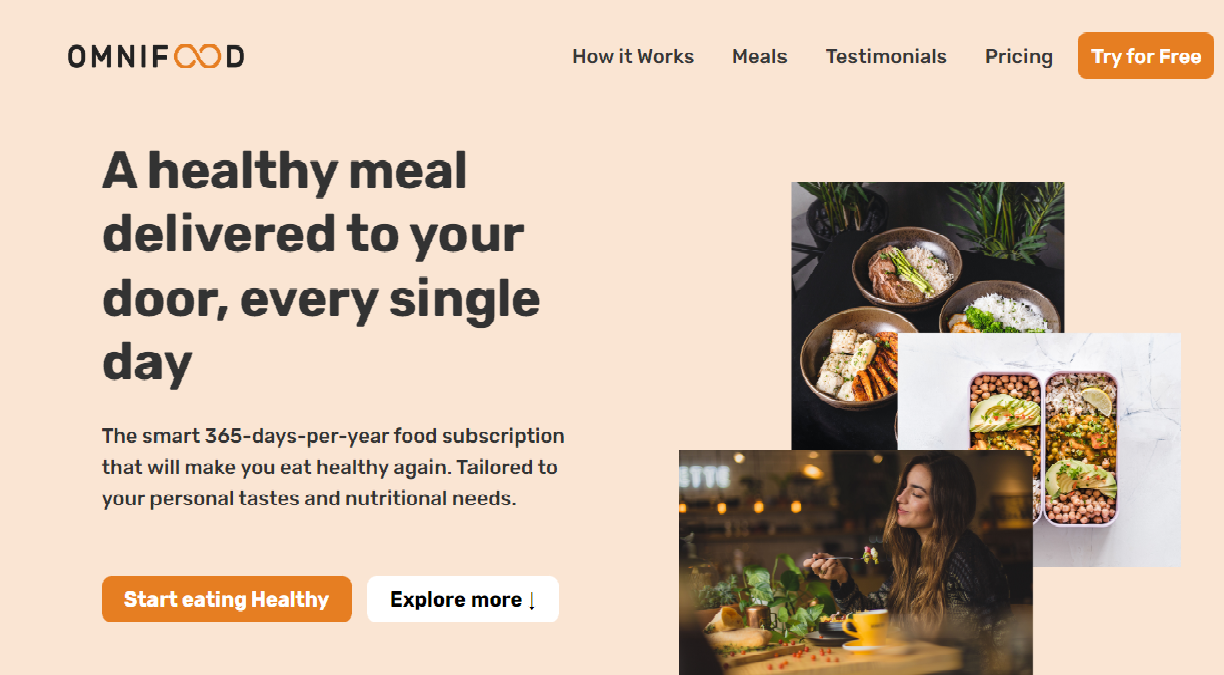 OMNIFOOD
How it Works Meals Testimonials Pricing Try for Free
A healthy meal
delivered to your
door, every single
day
The smart 365-days-per-year food subscription
that will make you eat healthy again. Tailored to
your personal tastes and nutritional needs.
Start eating Healthy Explore more ↓